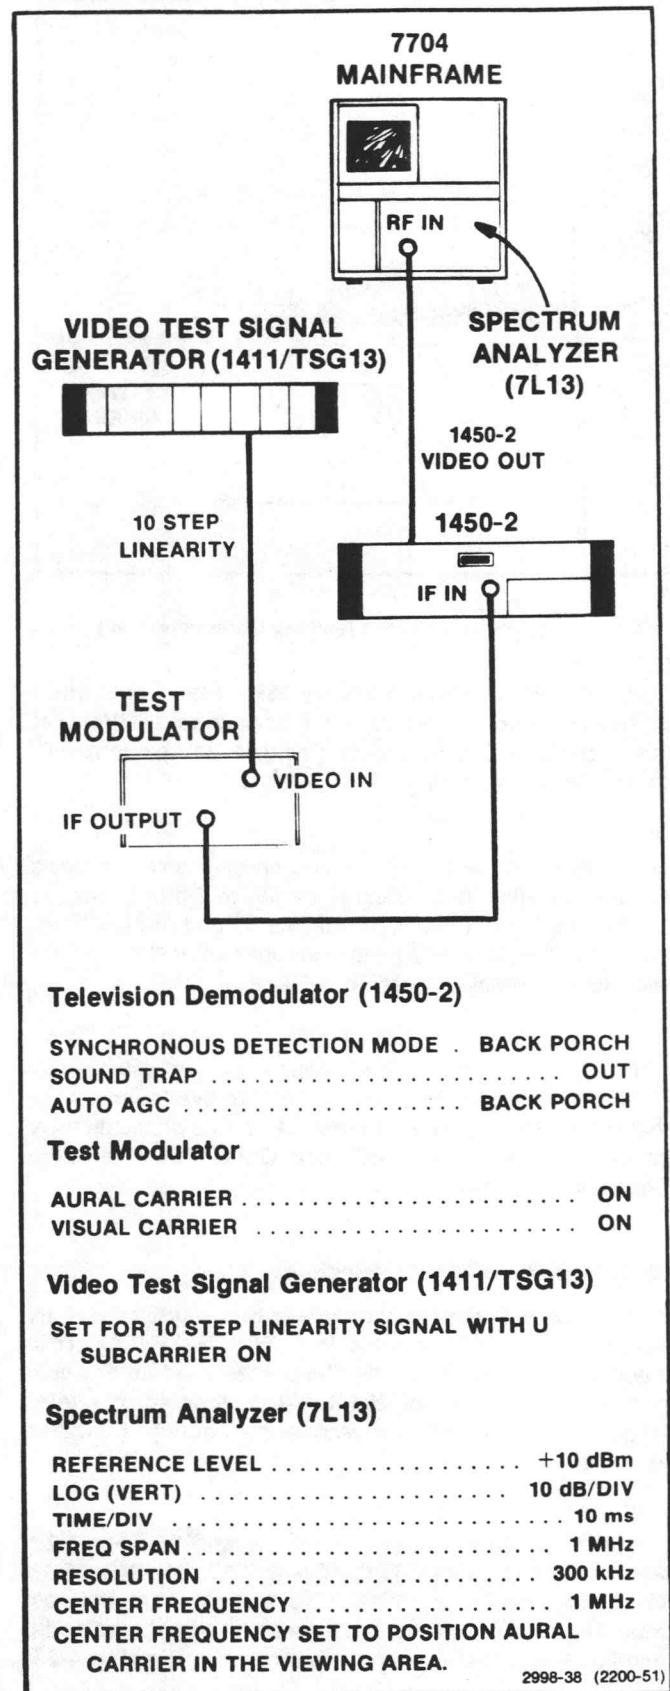 7704
MAINFRAME
RF IN
VIDEO TEST SIGNAL
GENERATOR (1411/TSG13)
SPECTRUM
ANALYZER
(7L13)
1450-2
VIDEO OUT
10 STEP
LINEARITY
1450-2
IF IN
TEST
MODULATOR
VIDEO IN
IF OUTPUT
Television Demodulator (1450-2)
SYNCHRONOUS DETECTION MODE . BACK PORCH
SOUND TRAP . . . . . . . . . . . . . . . . . . . . . . . . . . . . OUT
AUTO AGC . . . . . . . . . . . . . . . . . . . . . . BACK PORCH
Test Modulator
AURAL CARRIER . . . . . . . . . . . . . . . . . . . . . . . . . . . ON
VISUAL CARRIER . . . . . . . . . . . . . . . . . . . . . . . . . . ON
Video Test Signal Generator (1411/TSG13)
SET FOR 10 STEP LINEARITY SIGNAL WITH U
SUBCARRIER ON
Spectrum Analyzer (7L13)
REFERENCE LEVEL . . . . . . . . . . . . . . . . . . . . +10 dBm
LOG (VERT) . . . . . . . . . . . . . . . . . . . . . . . . 10 dB/DIV
TIME/DIV . . . . . . . . . . . . . . . . . . . . . . . . . . . . . . 10 ms
FREQ SPAN . . . . . . . . . . . . . . . . . . . . . . . . . . . 1 MHz
RESOLUTION . . . . . . . . . . . . . . . . . . . . . . . . 300 kHz
CENTER FREQUENCY . . . . . . . . . . . . . . . . . . . 1 MHz
CENTER FREQUENCY SET TO POSITION AURAL
CARRIER IN THE VIEWING AREA.
2998-38 (2200-51)